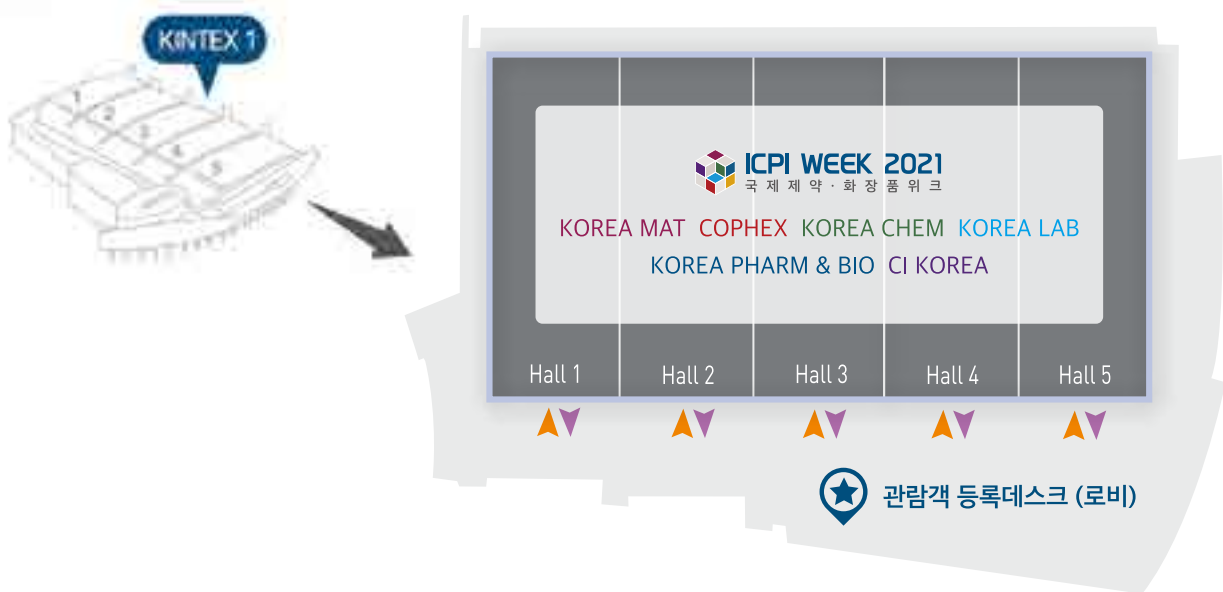 KINTEX 1
1
2
3
4
5
ICPI WEEK 2021
국제제약·화장품위크
KOREA MAT COPHEX KOREA CHEM KOREA LAB
KOREA PHARM & BIO CI KOREA
Hall 1 Hall 2 Hall 3 Hall 4 Hall 5
관람객 등록데스크 (로비)